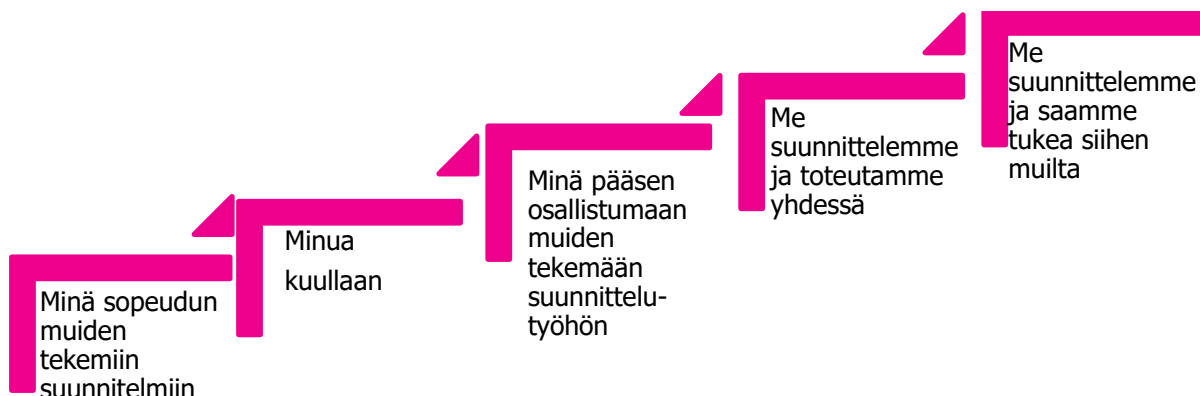 Minä sopeudun
muiden
tekemiin
suunnitelmiin
Minua
kuullaan
Minä pääsen
osallistumaan
muiden
tekemään
suunnittelu-
työhön
Me
suunnittelemme
ja toteutamme
yhdessä
Me
suunnittelemme
ja saamme
tukea siihen
muilta